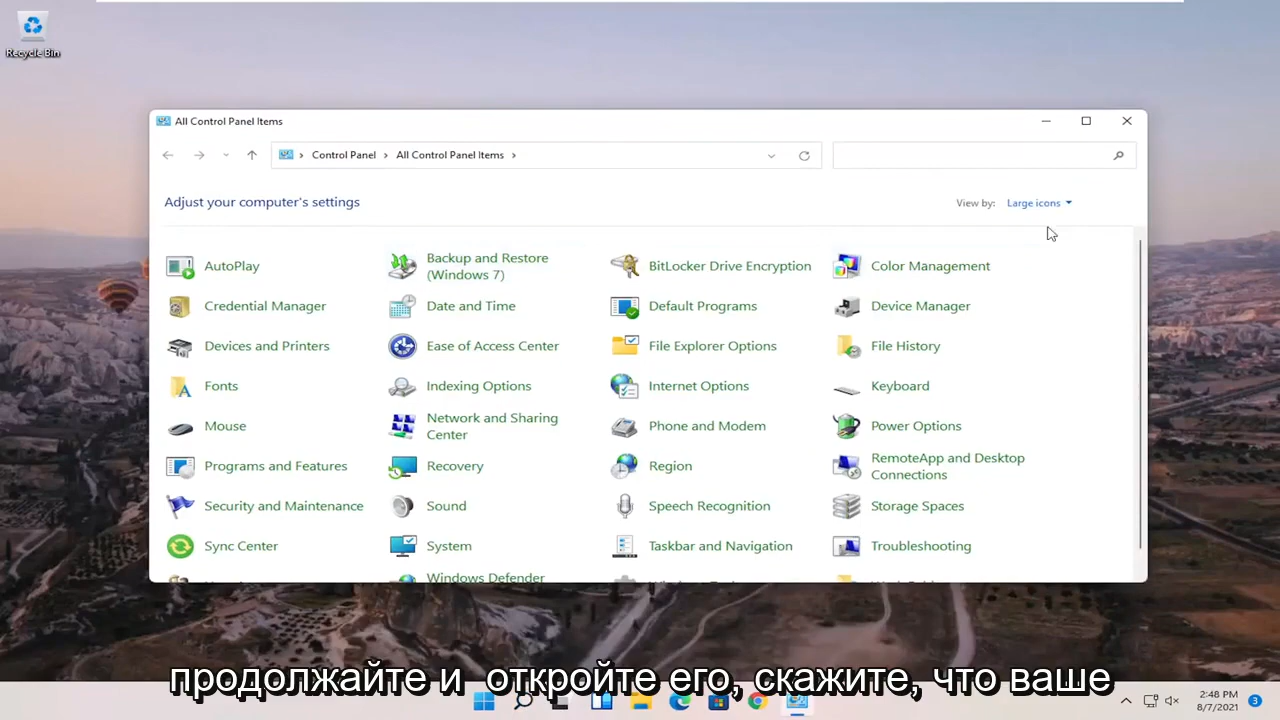 Recycle Bin
All Control Panel Items
Control Panel › All Control Panel Items ›
Adjust your computer's settings
View by: Large icons
AutoPlay
Backup and Restore
(Windows 7)
BitLocker Drive Encryption
Color Management
Credential Manager
Date and Time
Default Programs
Device Manager
Devices and Printers
Ease of Access Center
File Explorer Options
File History
Fonts
Indexing Options
Internet Options
Keyboard
Mouse
Network and Sharing
Center
Phone and Modem
Power Options
Programs and Features
Recovery
Region
RemoteApp and Desktop
Connections
Security and Maintenance
Sound
Speech Recognition
Storage Spaces
Sync Center
System
Taskbar and Navigation
Troubleshooting
Windows Defender
продолжайте и откройте его, скажите, что ваше
2:48 PM
8/7/2021
3